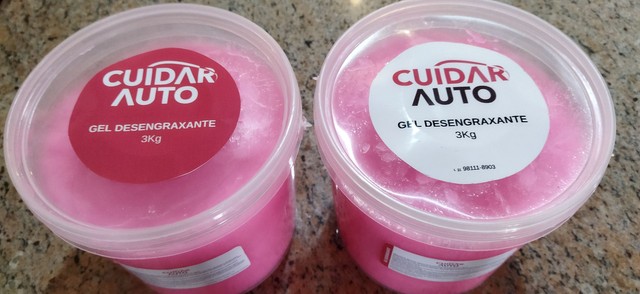 CUIDAR
AUTO
GEL DESENGRAXANTE
3Kg
CUIDAR
AUTO
GEL DESENGRAXANTE
3Kg
98111-8903